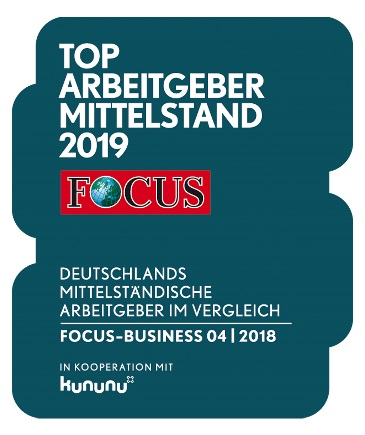 TOP
ARBEITGEBER
MITTELSTAND
2019
FOCUS
DEUTSCHLANDS
MITTELSTÄNDISCHE
ARBEITGEBER IM VERGLEICH
FOCUS-BUSINESS 04 | 2018
IN KOOPERATION MIT
kununu